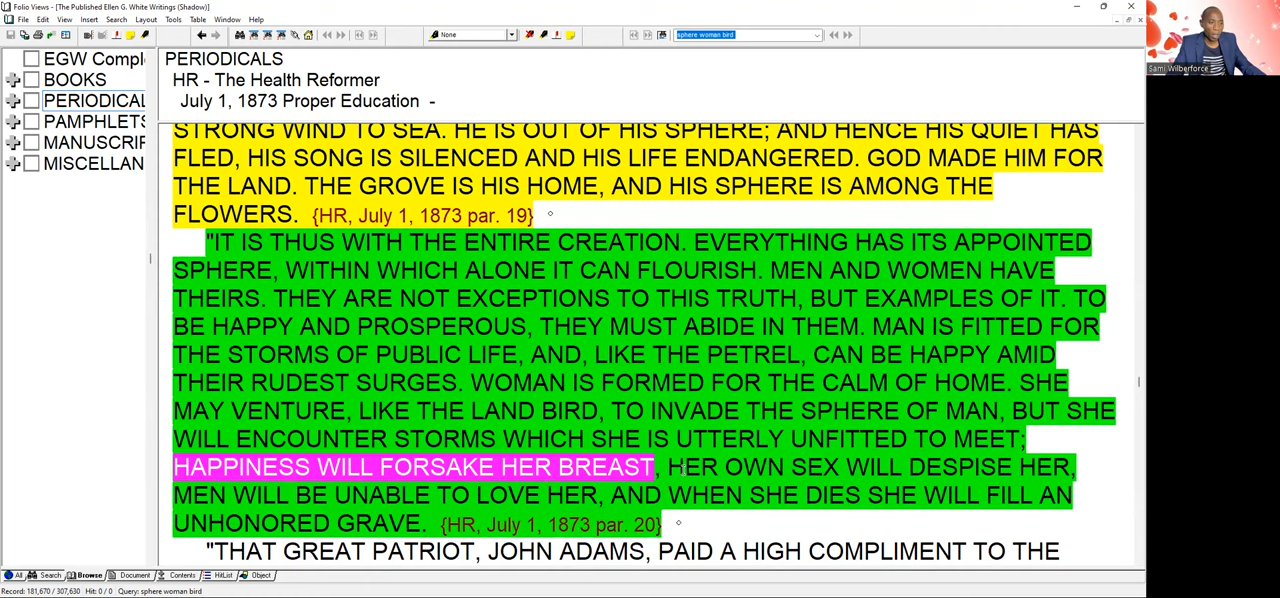 Folio Views - [The Published Ellen G. White Writings (Shadow)]
File Edit View Insert Search Layout Tools Table Window Help
None
sphere woman bird
EGW Compl
BOOKS
PERIODICAL
PAMPHLETS
MANUSCRIP
MISCELLAN
PERIODICALS
HR - The Health Reformer
July 1, 1873 Proper Education -
STRONG WIND TO SEA. HE IS OUT OF HIS SPHERE; AND HENCE HIS QUIET HAS
FLED, HIS SONG IS SILENCED AND HIS LIFE ENDANGERED. GOD MADE HIM FOR
THE LAND. THE GROVE IS HIS HOME, AND HIS SPHERE IS AMONG THE
FLOWERS. {HR, July 1, 1873 par. 19}
"IT IS THUS WITH THE ENTIRE CREATION. EVERYTHING HAS ITS APPOINTED
SPHERE, WITHIN WHICH ALONE IT CAN FLOURISH. MEN AND WOMEN HAVE
THEIRS. THEY ARE NOT EXCEPTIONS TO THIS TRUTH, BUT EXAMPLES OF IT. TO
BE HAPPY AND PROSPEROUS, THEY MUST ABIDE IN THEM. MAN IS FITTED FOR
THE STORMS OF PUBLIC LIFE, AND, LIKE THE PETREL, CAN BE HAPPY AMID
THEIR RUDEST SURGES. WOMAN IS FORMED FOR THE CALM OF HOME. SHE
MAY VENTURE, LIKE THE LAND BIRD, TO INVADE THE SPHERE OF MAN, BUT SHE
WILL ENCOUNTER STORMS WHICH SHE IS UTTERLY UNFITTED TO MEET;
HAPPINESS WILL FORSAKE HER BREAST, HER OWN SEX WILL DESPISE HER,
MEN WILL BE UNABLE TO LOVE HER, AND WHEN SHE DIES SHE WILL FILL AN
UNHONORED GRAVE. {HR, July 1, 1873 par. 20}
"THAT GREAT PATRIOT, JOHN ADAMS, PAID A HIGH COMPLIMENT TO THE
All Search Browse Document Contents HitList Object
Record: 181,670 / 307,630 Hit: 0 / 0 Query: sphere woman bird
Sami Wilberforce